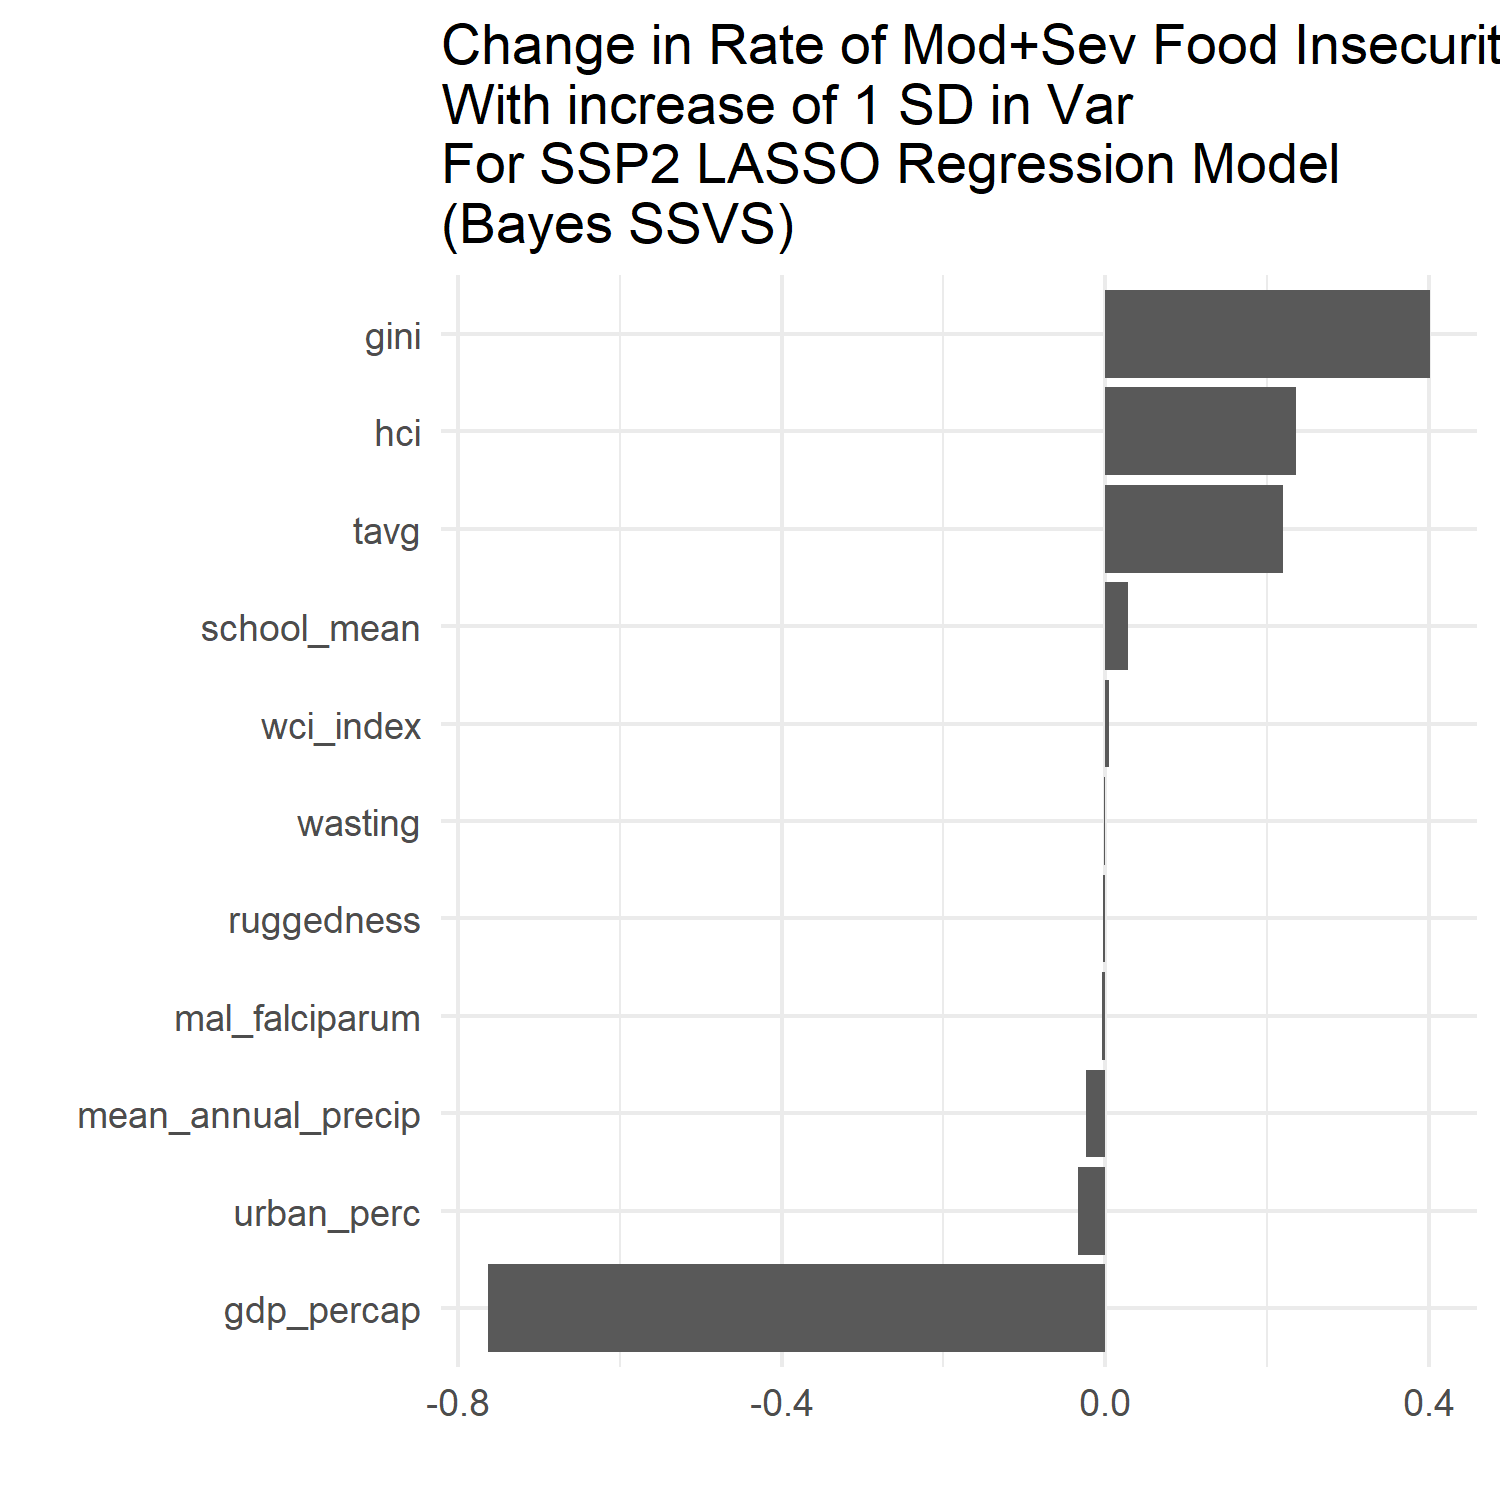 Change in Rate of Mod+Sev Food Insecurit
With increase of 1 SD in Var
For SSP2 LASSO Regression Model
(Bayes SSVS)
gini
hci
tavg
school_mean
wci_index
wasting
ruggedness
mal_falciparum
mean_annual_precip
urban_perc
gdp_percap
-0.8 -0.4 0.0 0.4